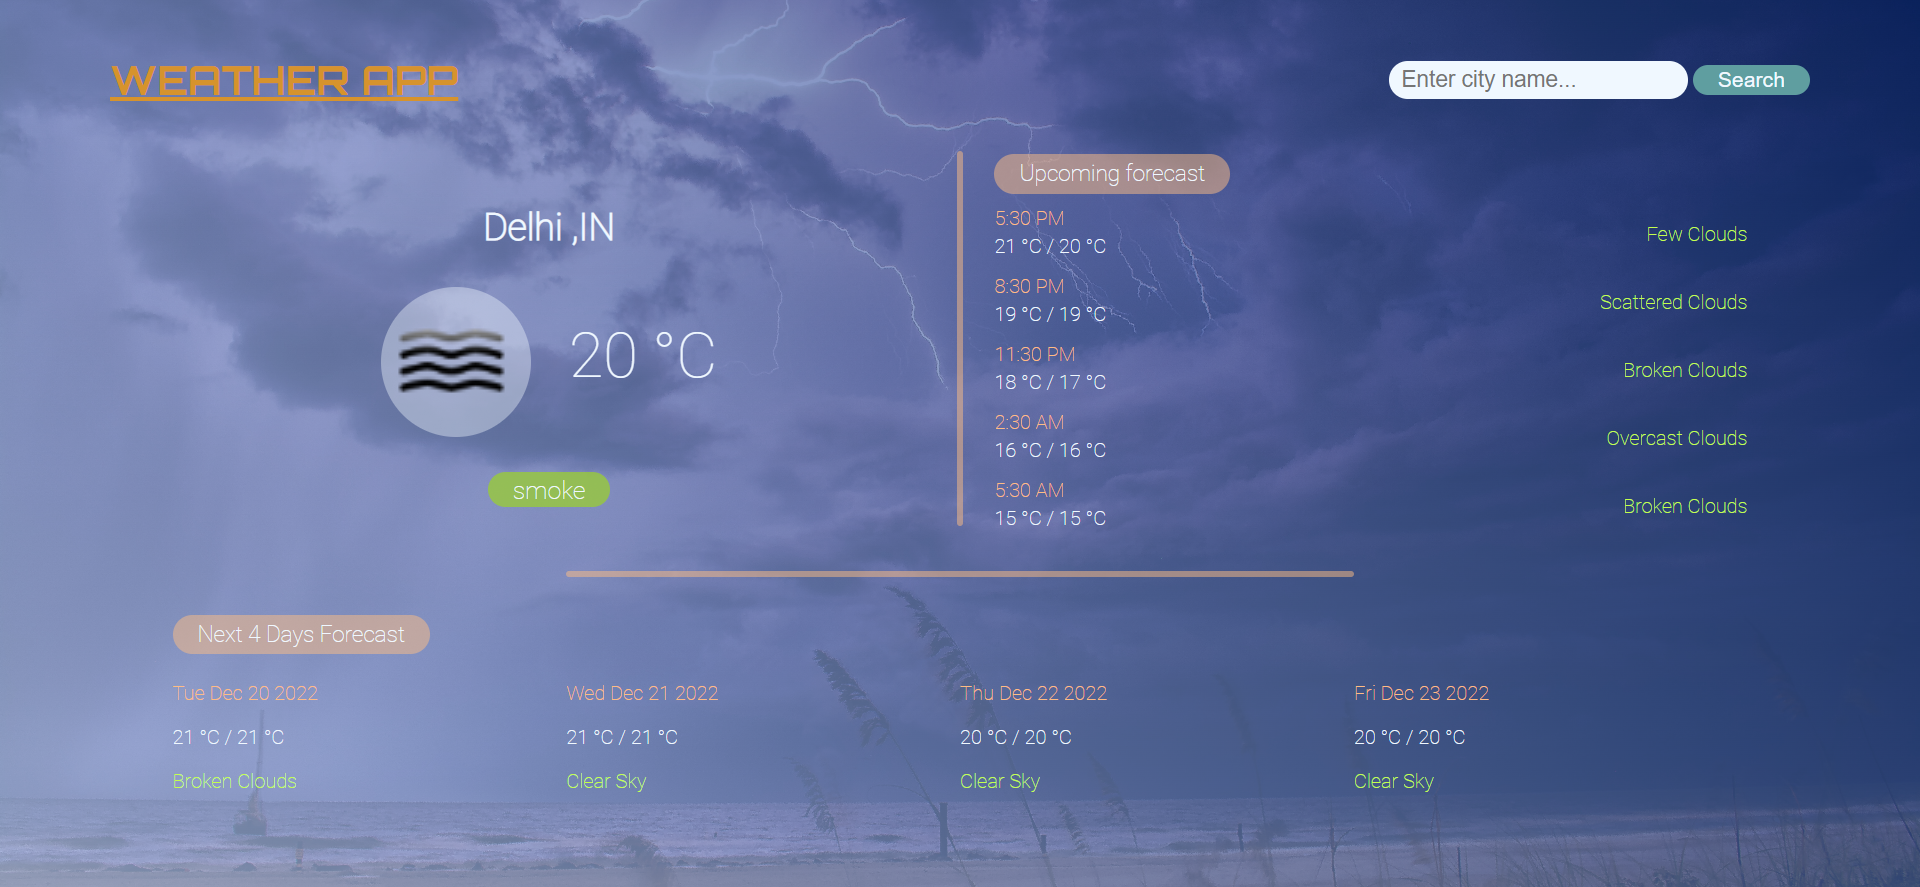 WEATHER APP
Enter city name...
Search
Delhi ,IN
20 °C
smoke
Upcoming forecast
5:30 PM
21 °C / 20 °C
Few Clouds
8:30 PM
19 °C / 19 °C
Scattered Clouds
11:30 PM
18 °C / 17 °C
Broken Clouds
2:30 AM
16 °C / 16 °C
Overcast Clouds
5:30 AM
15 °C / 15 °C
Broken Clouds
Next 4 Days Forecast
Tue Dec 20 2022
21 °C / 21 °C
Broken Clouds
Wed Dec 21 2022
21 °C / 21 °C
Clear Sky
Thu Dec 22 2022
20 °C / 20 °C
Clear Sky
Fri Dec 23 2022
20 °C / 20 °C
Clear Sky